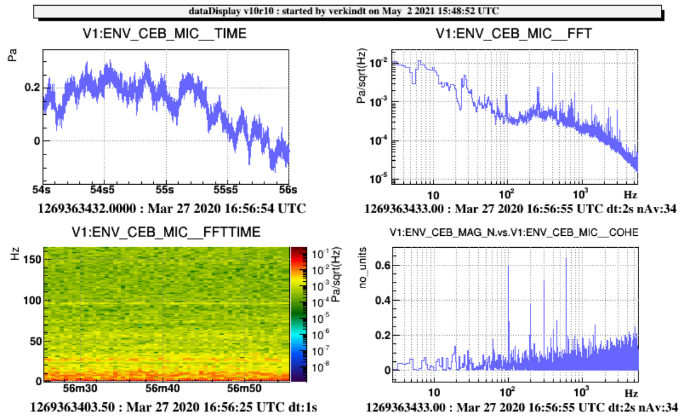 dataDisplay v10r10 : started by verkindt on May 2 2021 15:48:52 UTC
V1:ENV_CEB_MIC__TIME
Pa
0.2
0
54s 54s5 55s 55s5 56s
1269363432.0000 : Mar 27 2020 16:56:54 UTC
V1:ENV_CEB_MIC__FFT
Pa/sqrt(Hz)
10-2
10-3
10-4
10-5
10 102 103 Hz
1269363433.00 : Mar 27 2020 16:56:55 UTC dt:2s nAv:34
V1:ENV_CEB_MIC__FFTTIME
Hz
150
100
50
0
56m30 56m40 56m50
10-1
10-2
10-3
10-4
10-5
10-6
10-7
10-8
Pa/sqrt(Hz)
1269363403.50 : Mar 27 2020 16:56:25 UTC dt:1s
V1:ENV_CEB_MAG_N.vs.V1:ENV_CEB_MIC__COHE
no_units
0.6
0.4
0.2
0
10 102 103 Hz
1269363433.00 : Mar 27 2020 16:56:55 UTC dt:2s nAv:34